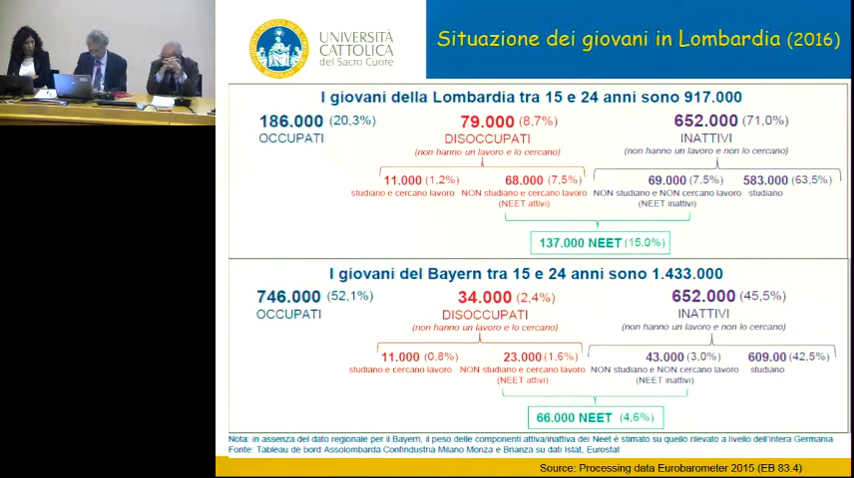 UNIVERSITÀ
CATTOLICA
del Sacro Cuore
Situazione dei giovani in Lombardia (2016)
I giovani della Lombardia tra 15 e 24 anni sono 917.000
186.000 (20,3%) 79.000 (8,7%) 652.000 (71,0%)
OCCUPATI DISOCCUPATI INATTIVI
(non hanno un lavoro e lo cercano) (non hanno un lavoro e non lo cercano)
11.000 (1,2%) 68.000 (7,5%) 69.000 (7,5%) 583.000 (63,5%)
studiano e cercano lavoro NON studiano e cercano lavoro NON studiano e NON cercano lavoro studiano
(NEET attivi) (NEET inattivi)
137.000 NEET (15,0%)
I giovani del Bayern tra 15 e 24 anni sono 1.433.000
746.000 (52,1%) 34.000 (2,4%) 652.000 (45,5%)
OCCUPATI DISOCCUPATI INATTIVI
(non hanno un lavoro e lo cercano) (non hanno un lavoro e non lo cercano)
11.000 (0,8%) 23.000 (1,6%) 43.000 (3,0%) 609.00 (42,5%)
studiano e cercano lavoro NON studiano e cercano lavoro NON studiano e NON cercano lavoro studiano
(NEET attivi) (NEET inattivi)
66.000 NEET (4,6%)
Nota: in assenza del dato regionale per il Bayern, il peso delle componenti attiva/inattiva dei Neet è stimato su quello rilevato a livello dell'intera Germania
Fonte: Tableau de bord Assolombarda Confindustria Milano Monza e Brianza su dati Istat, Eurostat
Source: Processing data Eurobarometer 2015 (EB 83.4)